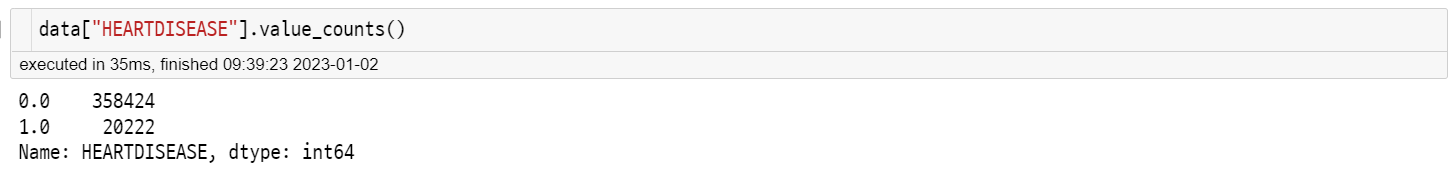 data["HEARTDISEASE"].value_counts()
executed in 35ms, finished 09:39:23 2023-01-02
0.0    358424
1.0     20222
Name: HEARTDISEASE, dtype: int64